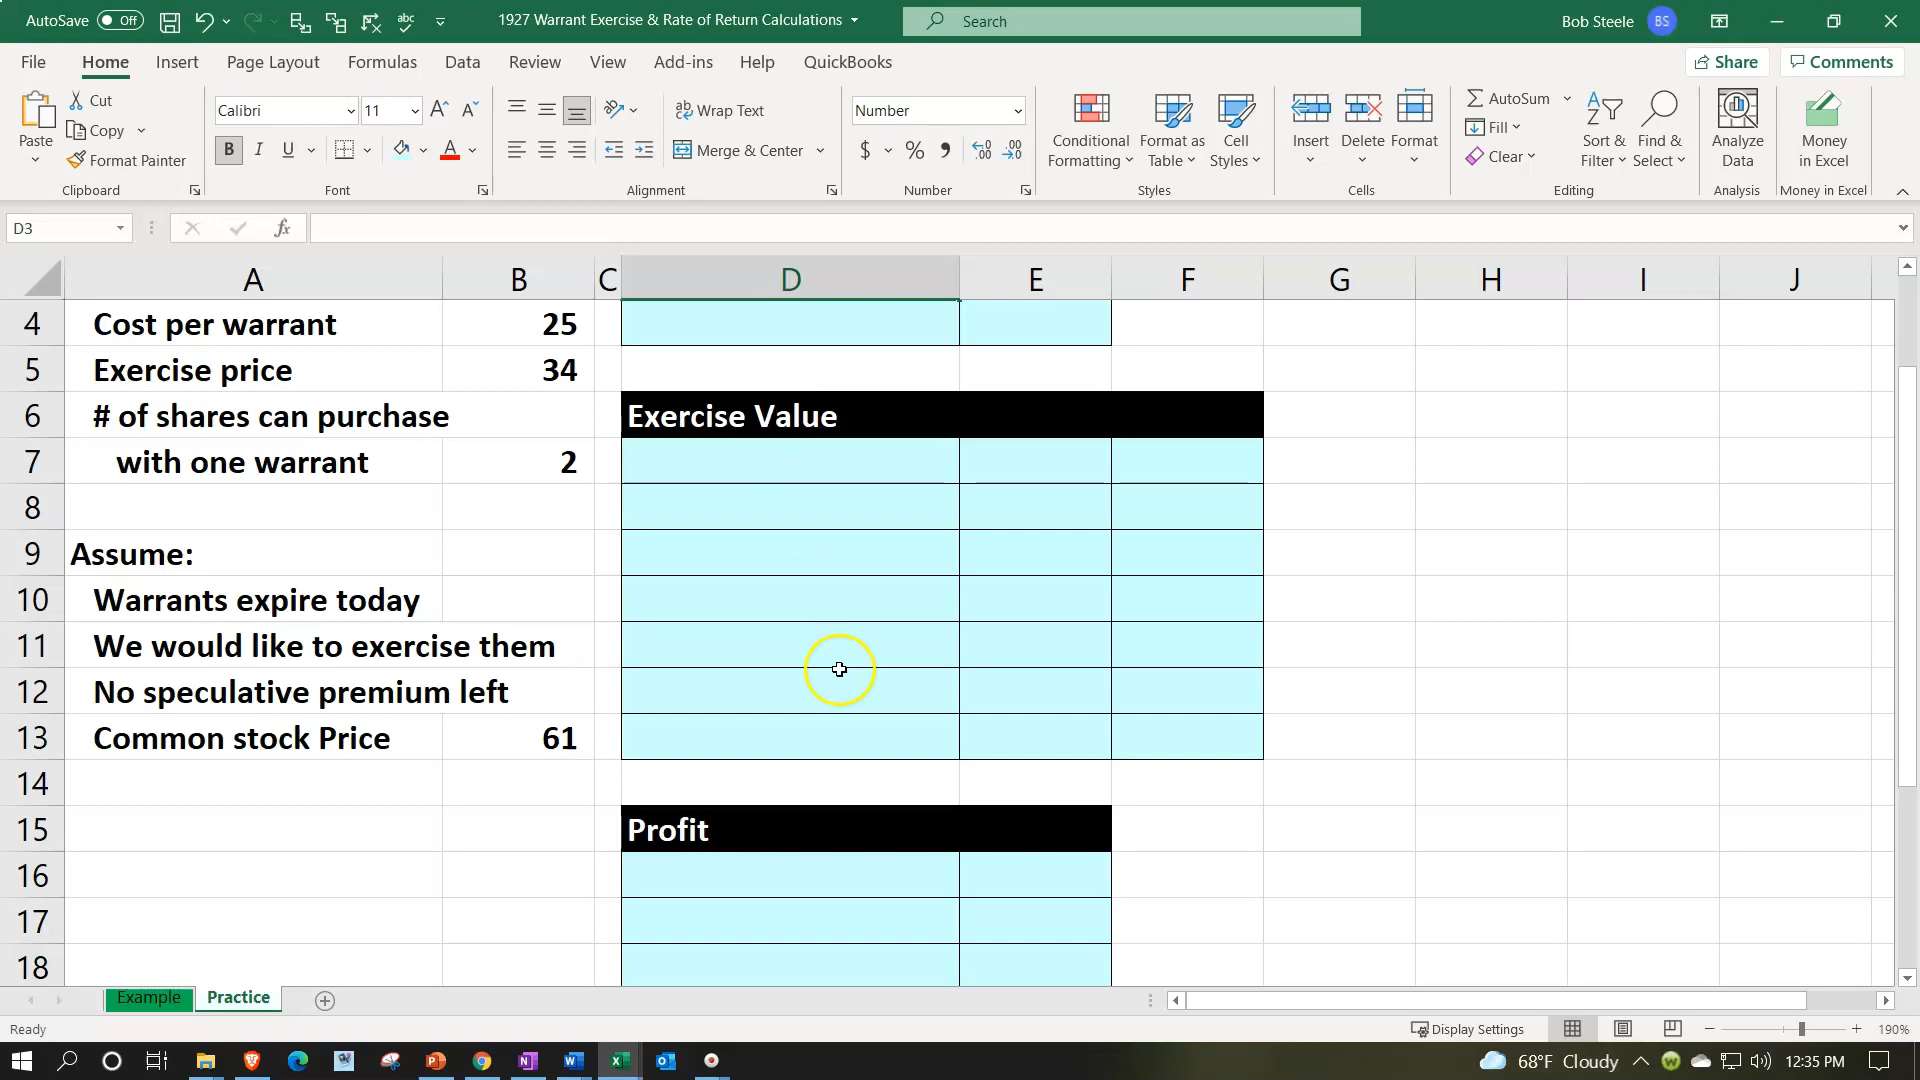 AutoSave Off
1927 Warrant Exercise & Rate of Return Calculations
Search
Bob Steele BS
File Home Insert Page Layout Formulas Data Review View Add-ins Help QuickBooks
Share Comments
Paste
Cut
Copy
Format Painter
Clipboard
Calibri 11
B I U A
Font
Wrap Text
Merge & Center
Alignment
Number
$ % ,
Number
Conditional Formatting
Format as Table
Cell Styles
Styles
Insert Delete Format
Cells
AutoSum
Fill
Clear
Sort & Filter
Find & Select
Editing
Analyze Data
Analysis
Money in Excel
Money in Excel
D3 fx
A B C D E F G H I J
4 Cost per warrant 25
5 Exercise price 34
6 # of shares can purchase Exercise Value
7 with one warrant 2
8
9 Assume:
10 Warrants expire today
11 We would like to exercise them
12 No speculative premium left
13 Common stock Price 61
14
15 Profit
16
17
18
Example Practice
Ready
Display Settings
190%
68°F Cloudy
12:35 PM